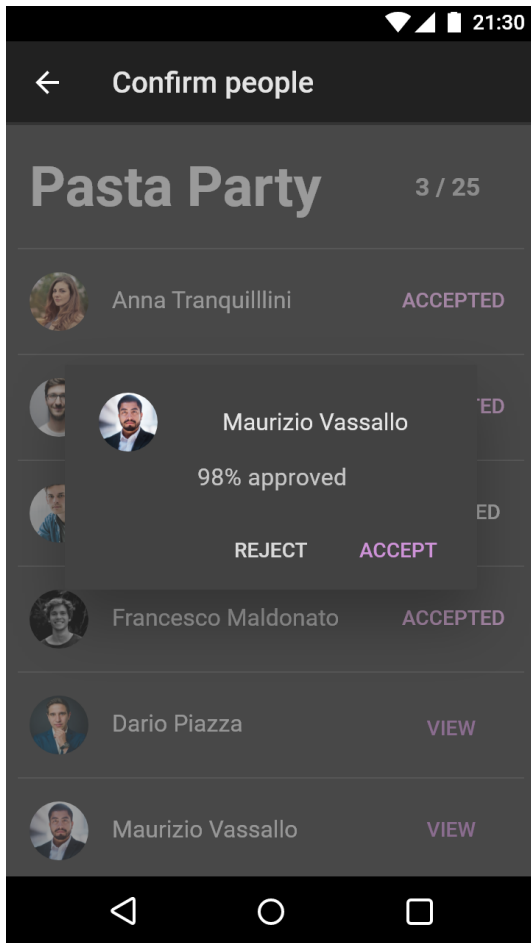 21:30
Confirm people
Pasta Party 3 / 25
Anna Tranquilllini ACCEPTED
Maurizio Vassallo
98% approved
REJECT ACCEPT
Francesco Maldonato ACCEPTED
Dario Piazza VIEW
Maurizio Vassallo VIEW